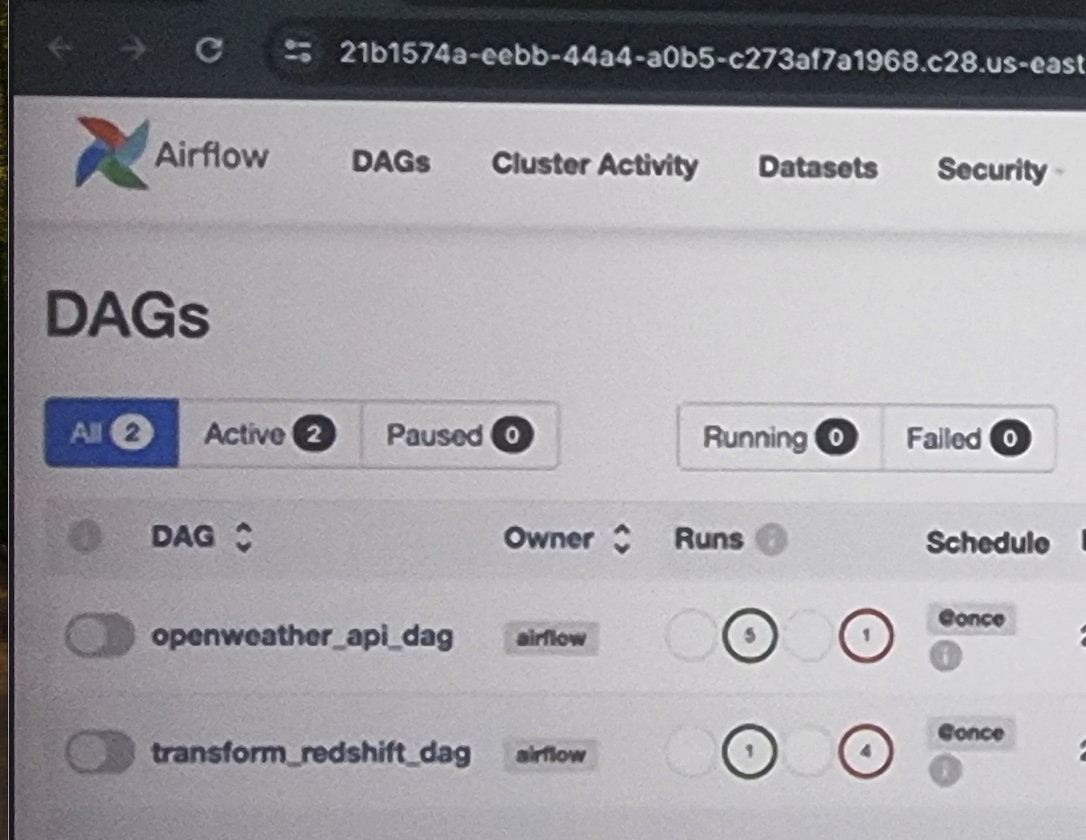 21b1574a-eebb-44a4-a0b5-c273af7a1968.c28.us-east
Airflow DAGs Cluster Activity Datasets Security
DAGs
All 2 Active 2 Paused 0 Running 0 Failed 0
DAG Owner Runs Schedule
openweather_api_dag airflow 5 1 @once
transform_redshift_dag airflow 1 4 @once